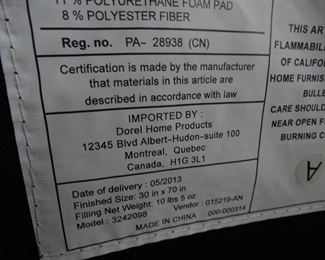 % POLYURETHANE FOAM PAD
8 % POLYESTER FIBER
Reg. no. PA- 28938 (CN)
Certification is made by the manufacturer
that materials in this article are
described in accordance with law
IMPORTED BY :
Dorel Home Products
12345 Blvd Albert-Hudon-suite 100
Montreal, Quebec
Canada, H1G 3L1
Date of delivery : 05/2013
Finished Size : 30 in x 70 in
Filling Net Weight : 10 lbs 5 oz
Model : 3242098 Vendor : 015219-AN
MADE IN CHINA 000-000314
THIS AR
FLAMMABILI
OF CALIFOR
HOME FURNIS
BULLE
CARE SHOULD
NEAR OPEN F
BURNING C
A